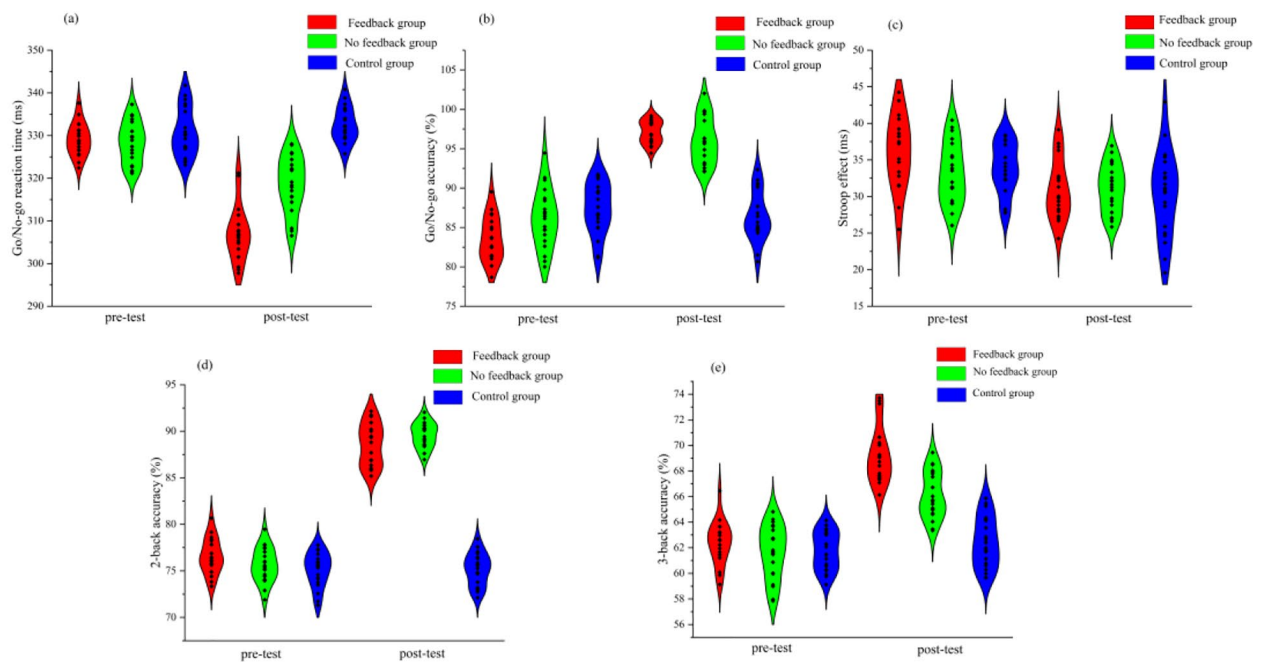 (a)
Feedback group
No feedback group
Control group
Go/No-go reaction time (ms)
350
340
330
320
310
300
290
pre-test
post-test
(b)
Feedback group
No feedback group
Control group
Go/No-go accuracy (%)
105
100
95
90
85
80
75
pre-test
post-test
(c)
Feedback group
No feedback group
Control group
Stroop effect (ms)
50
45
40
35
30
25
20
15
pre-test
post-test
(d)
Feedback group
No feedback group
Control group
2-back accuracy (%)
95
90
85
80
75
70
pre-test
post-test
(e)
Feedback group
No feedback group
Control group
3-back accuracy (%)
74
72
70
68
66
64
62
60
58
56
pre-test
post-test